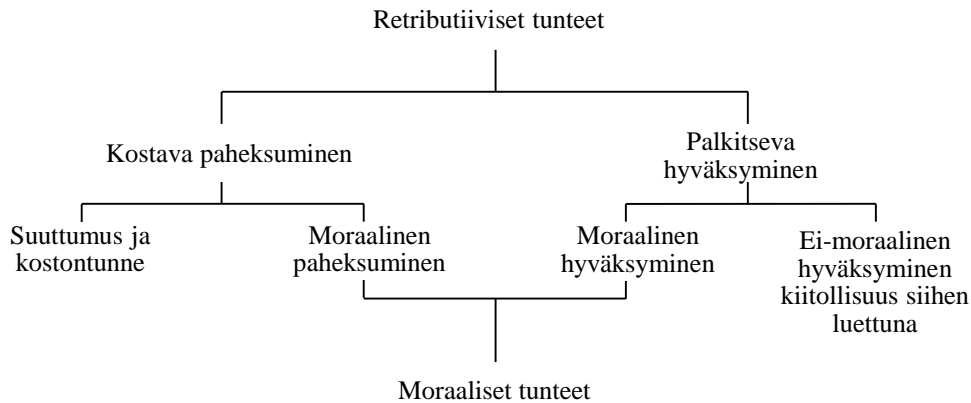 Retributiiviset tunteet
Kostava paheksuminen
Palkitseva
hyväksyminen
Suuttumus ja
kostontunne
Moraalinen
paheksuminen
Moraalinen
hyväksyminen
Ei-moraalinen
hyväksyminen
kiitollisuus siihen
luettuna
Moraaliset tunteet